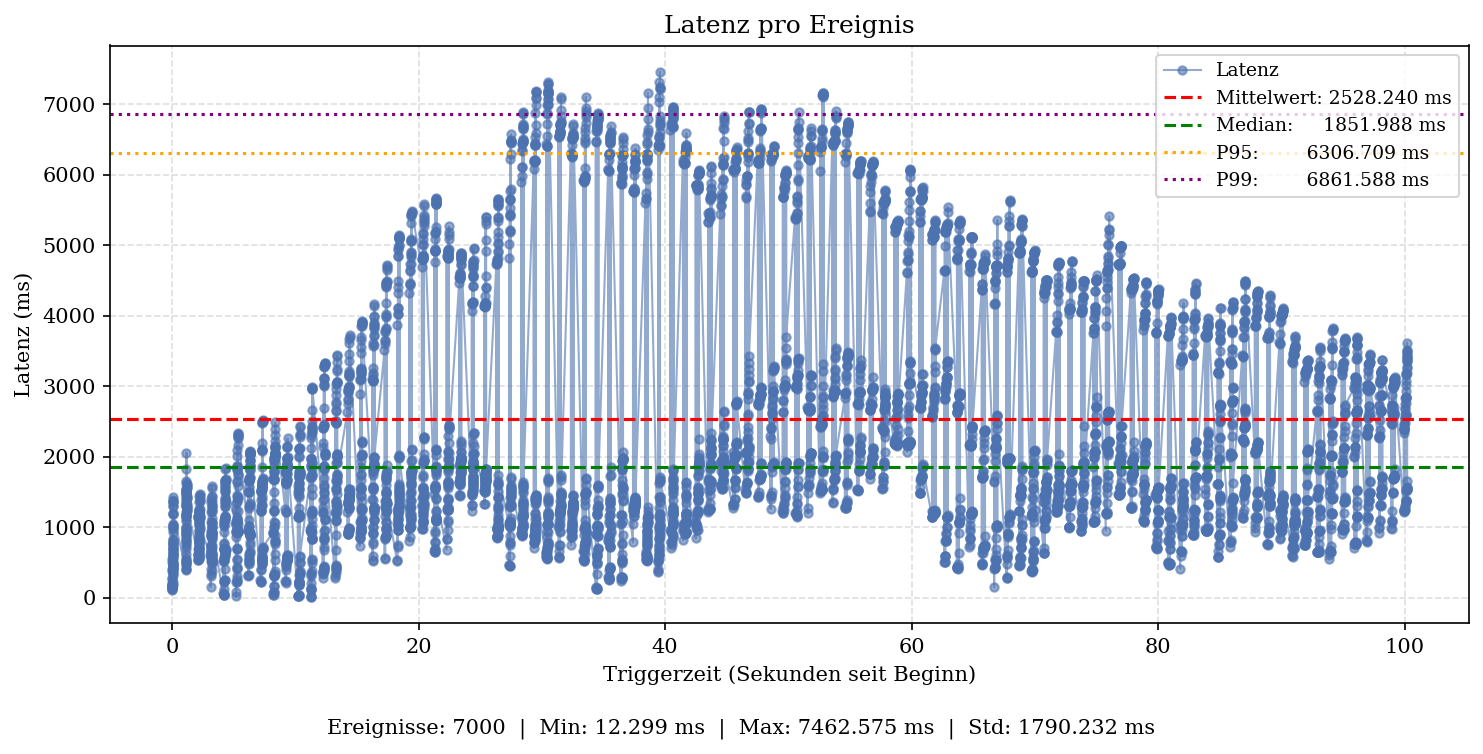 Latenz pro Ereignis
Latenz
Mittelwert: 2528.240 ms
Median: 1851.988 ms
P95: 6306.709 ms
P99: 6861.588 ms
Latenz (ms)
7000
6000
5000
4000
3000
2000
1000
0
0 20 40 60 80 100
Triggerzeit (Sekunden seit Beginn)
Ereignisse: 7000 | Min: 12.299 ms | Max: 7462.575 ms | Std: 1790.232 ms